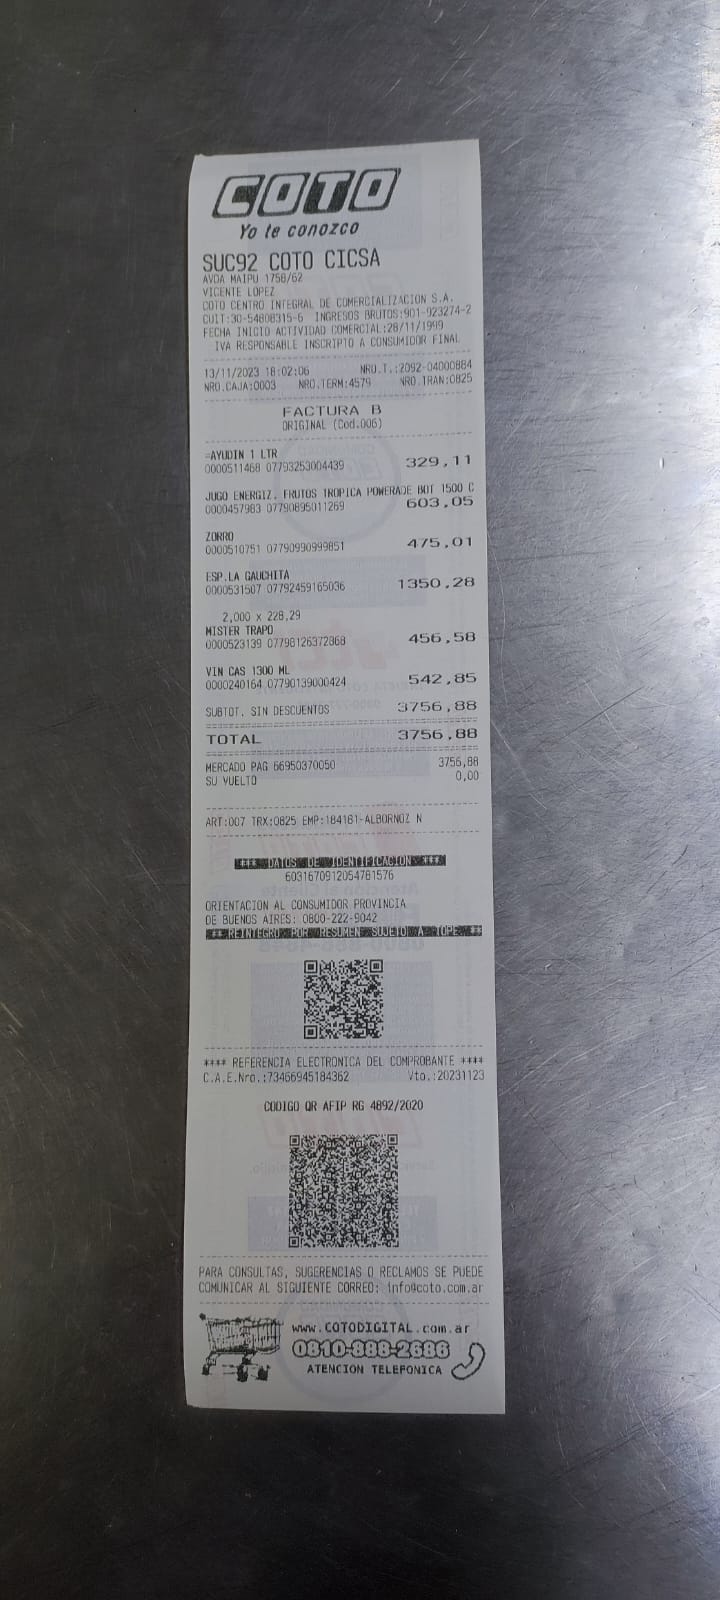 COTO
Yo te conozco
SUC92 COTO CICSA
AVDA MAIPU 1758/62
VICENTE LOPEZ
COTO CENTRO INTEGRAL DE COMERCIALIZACION S.A.
CUIT:30-54808315-6 INGRESOS BRUTOS:901-923274-2
FECHA INICIO ACTIVIDAD COMERCIAL:28/11/1999
IVA RESPONSABLE INSCRIPTO A CONSUMIDOR FINAL
13/11/2023 18:02:06 NRO.T.:2092-04000884
NRO.CAJA:0003 NRO.TERM:4579 NRO.TRAN:0825
FACTURA B
ORIGINAL (Cod.006)
=AYUDIN 1 LTR
0000511468 07793253004439 329,11
JUGO ENERGIZ. FRUTOS TROPICA POWERADE BOT 1500 C
0000457983 07790895011269 603,05
ZORRO
0000510751 07790990999851 475,01
ESP.LA GAUCHITA
0000531507 07792459165036 1350,28
2,000 x 228,29
MISTER TRAPO
0000523139 07798126372868 456,58
VIN CAS 1300 ML
0000240164 07790139000424 542,85
SUBTOT. SIN DESCUENTOS 3756,88
TOTAL 3756,88
MERCADO PAG 66950370050 3756,88
SU VUELTO 0,00
ART:007 TRX:0825 EMP:184161-ALBORNOZ N
*** DATOS DE IDENTIFICACION ***
6031670912054781576
ORIENTACION AL CONSUMIDOR PROVINCIA
DE BUENOS AIRES: 0800-222-9042
** REINTEGRO POR RESUMEN SUJETO A TOPE **
**** REFERENCIA ELECTRONICA DEL COMPROBANTE ****
C.A.E.Nro.:73466945184362 Vto.:20231123
CODIGO QR AFIP RG 4892/2020
PARA CONSULTAS, SUGERENCIAS O RECLAMOS SE PUEDE
COMUNICAR AL SIGUIENTE CORREO: info@coto.com.ar
www.COTODIGITAL.com.ar
0810-888-2686
ATENCION TELEFONICA